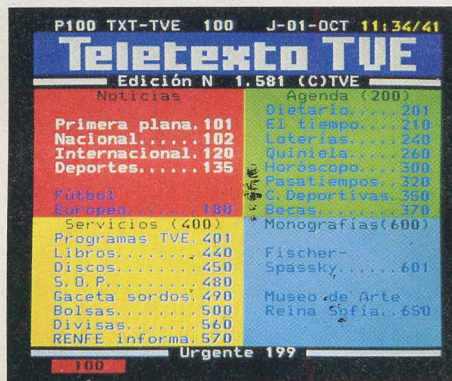 P100 TXT-TVE 100 J-01-OCT 11:34/41
Teletexto TVE
Edición N 1.581 (C)TVE
Noticias
Primera plana.101
Nacional......102
Internacional.120
Deportes......135
Fútbol
Europeo.......180
Agenda (200)
Dietario.....201
El tiempo....210
Loterías.....240
Quiniela.....260
Horóscopo....300
Pasatiempos..320
C.Deportivas.350
Becas........370
Servicios (400)
Programas TVE.401
Libros........440
Discos........450
S.O.P.........480
Gaceta sordos.490
Bolsas........500
Divisas.......560
RENFE informa.570
Monografías(600)
Fischer-
Spassky......601
Museo de Arte
Reina Sofía..650
Urgente 199
100